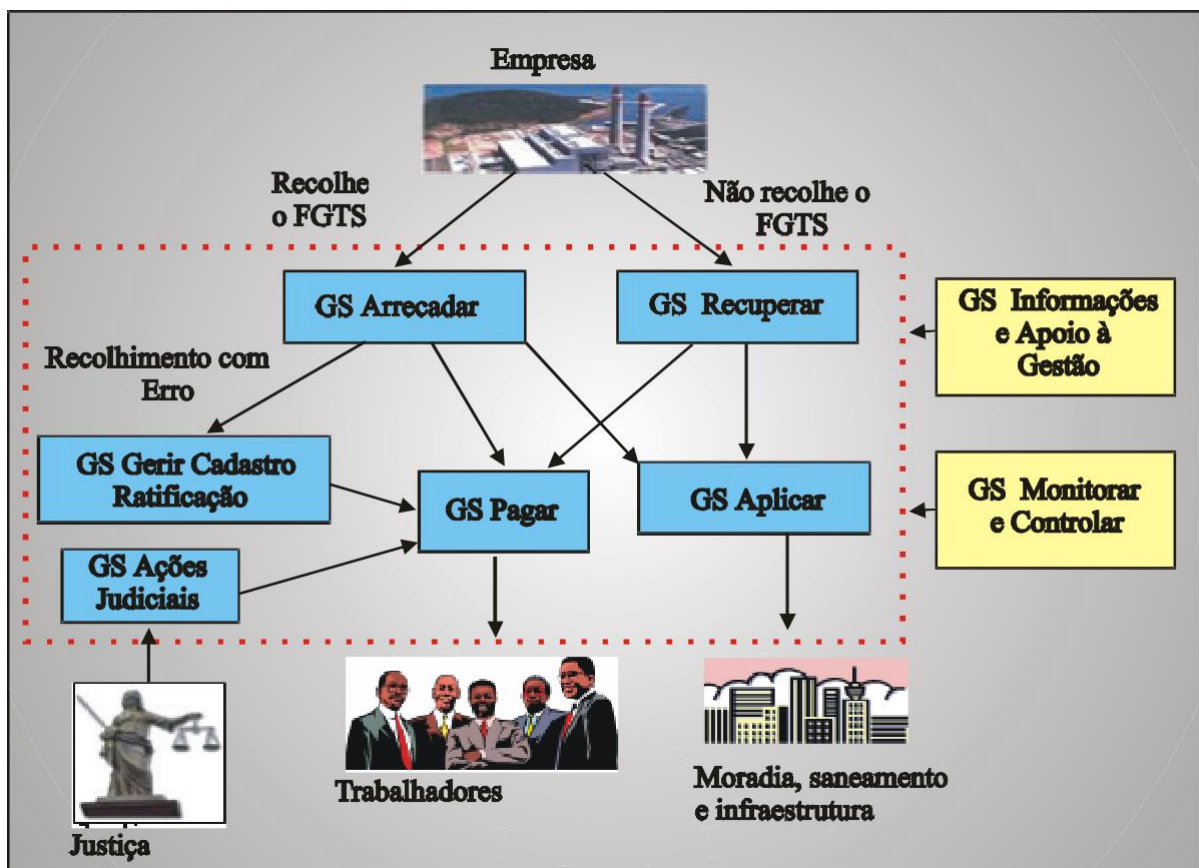 Empresa
Recolhe
o FGTS
Não recolhe o
FGTS
GS Arrecadar
GS Recuperar
GS Informações
e Apoio à
Gestão
Recolhimento com
Erro
GS Gerir Cadastro
Ratificação
GS Pagar
GS Aplicar
GS Monitorar
e Controlar
GS Ações
Judiciais
Trabalhadores
Moradia, saneamento
e infraestrutura
Justiça